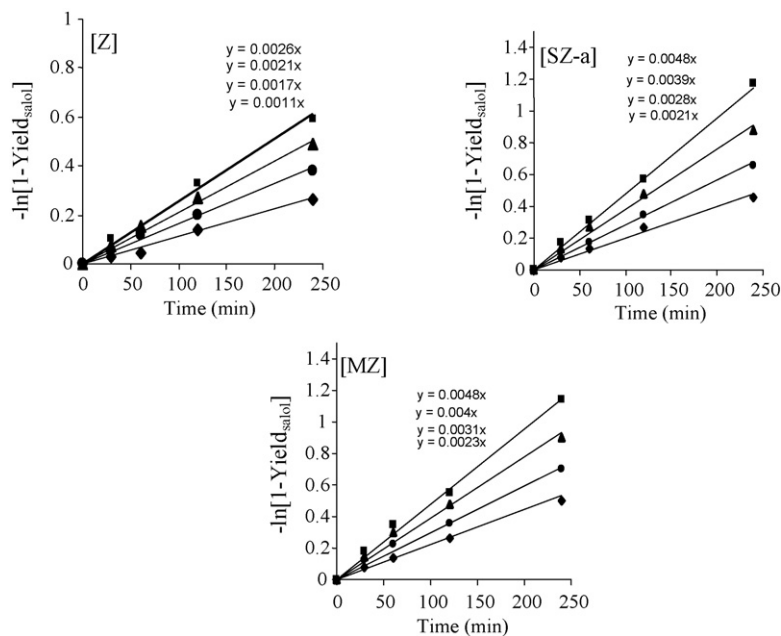 [Z]
y = 0.0026x
y = 0.0021x
y = 0.0017x
y = 0.0011x
-ln[1-Yieldsalol]
1
0.8
0.6
0.4
0.2
0
0 50 100 150 200 250
Time (min)
[SZ-a]
y = 0.0048x
y = 0.0039x
y = 0.0028x
y = 0.0021x
-ln[1-Yieldsalol]
1.4
1.2
1
0.8
0.6
0.4
0.2
0
0 50 100 150 200 250
Time (min)
[MZ]
y = 0.0048x
y = 0.004x
y = 0.0031x
y = 0.0023x
-ln[1-Yieldsalol]
1.4
1.2
1
0.8
0.6
0.4
0.2
0
0 50 100 150 200 250
Time (min)